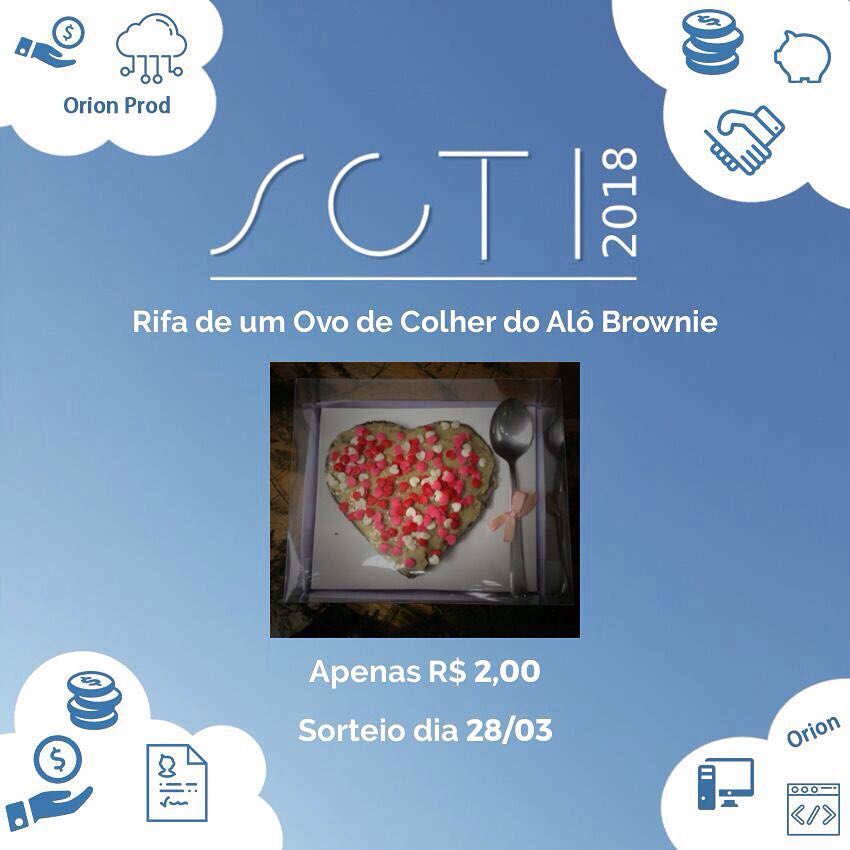 Orion Prod
SCTI 2018
Rifa de um Ovo de Colher do Alô Brownie
Apenas R$ 2,00
Sorteio dia 28/03
Orion